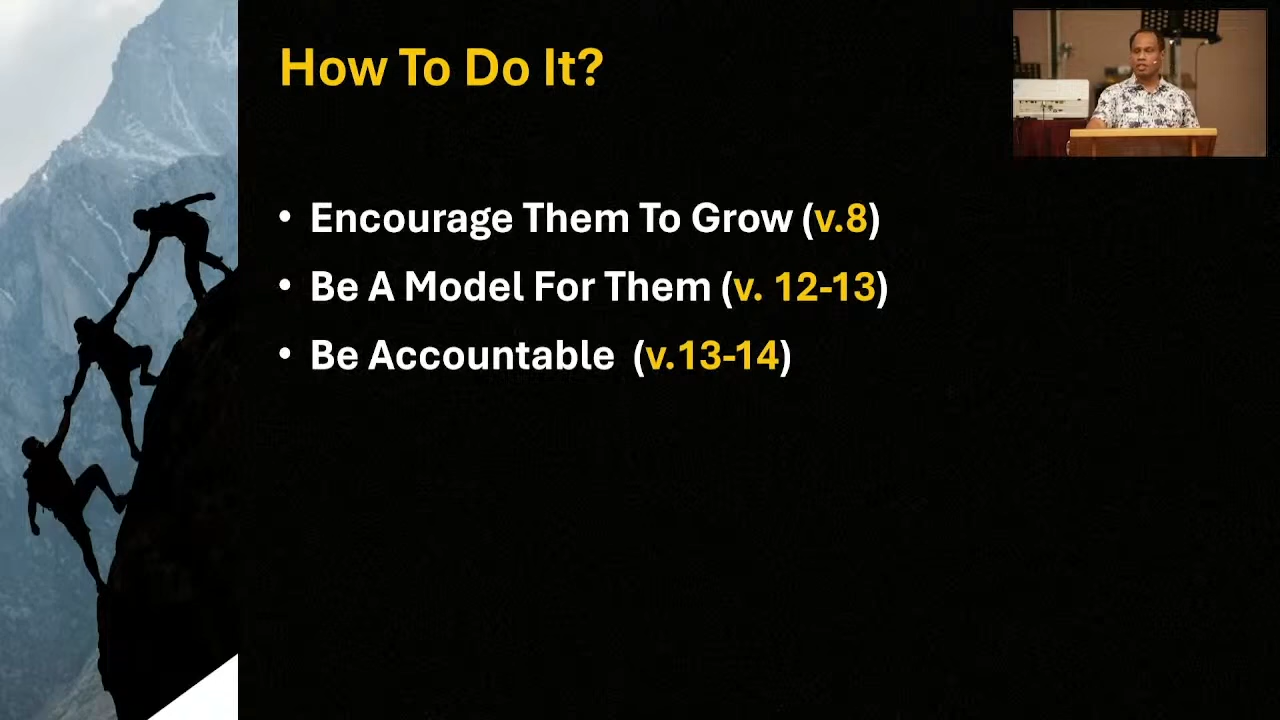 How To Do It?
• Encourage Them To Grow (v.8)
• Be A Model For Them (v. 12-13)
• Be Accountable  (v.13-14)